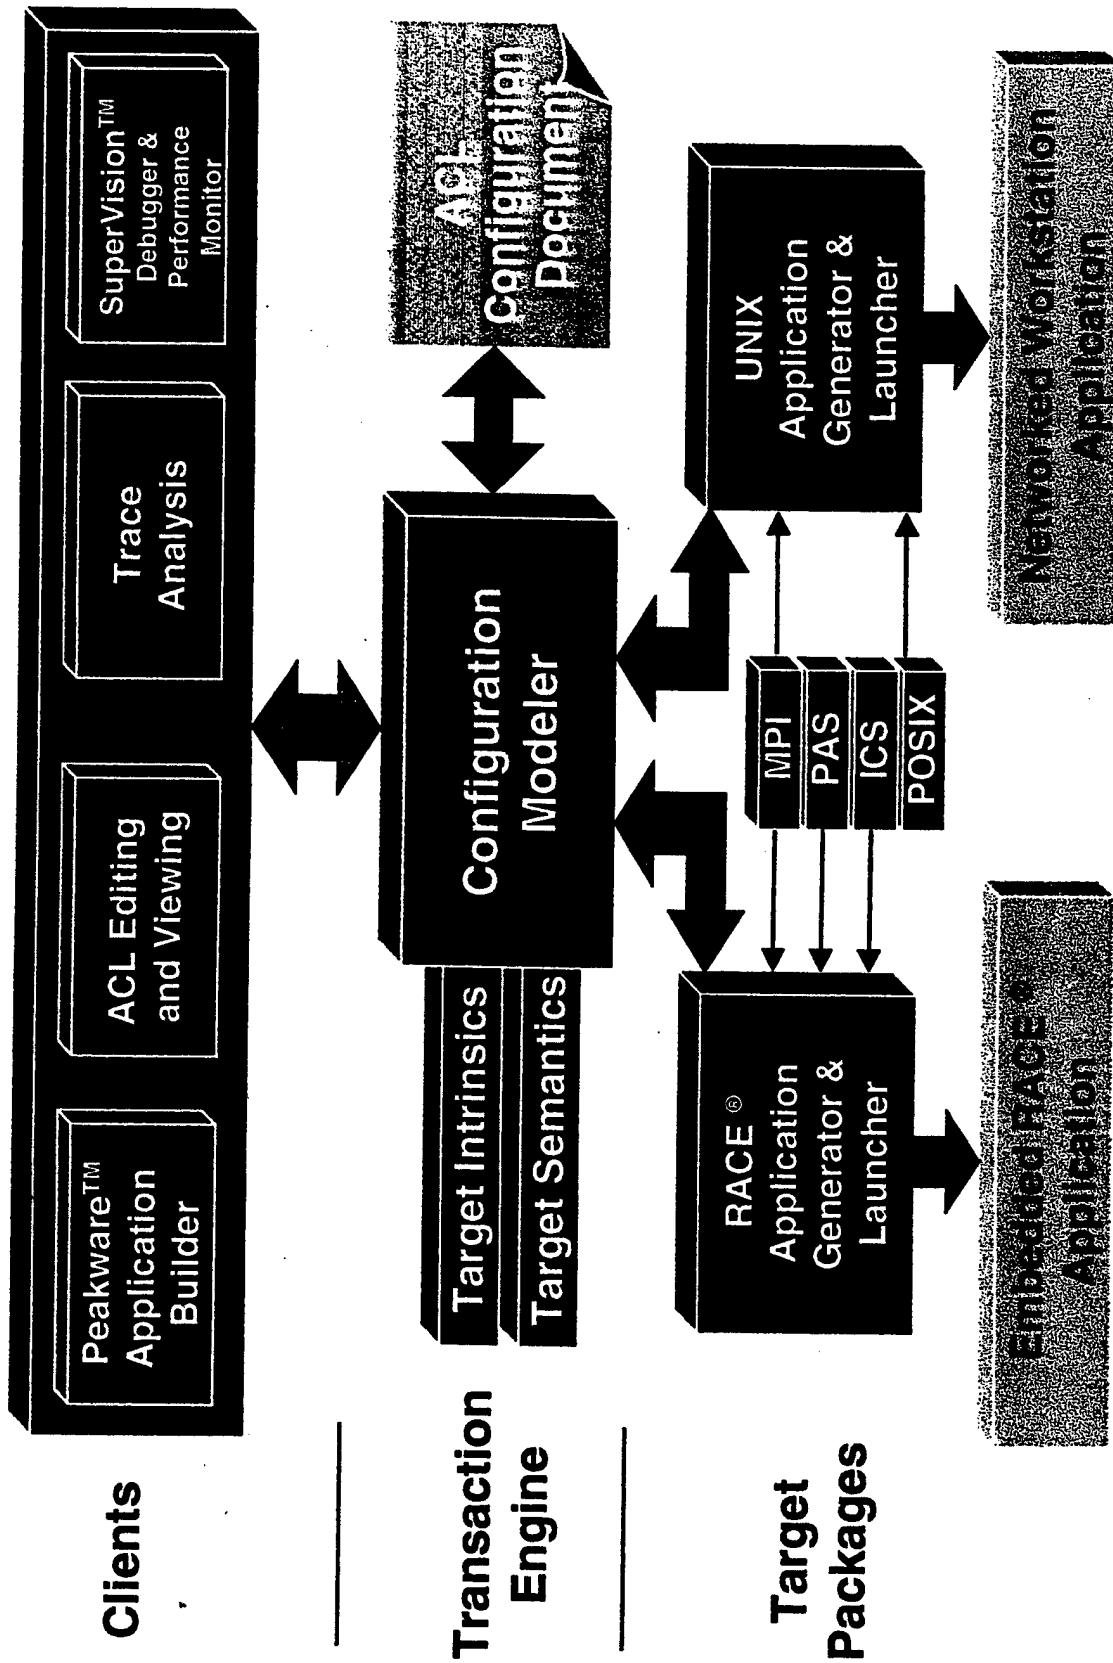 Clients
Peakware™
Application
Builder
ACL Editing
and Viewing
Trace
Analysis
SuperVision™
Debugger &
Performance
Monitor
Transaction
Engine
Target Intrinsics
Target Semantics
Configuration
Modeler
ACL
Configuration
Document
Target
Packages
RACE ®
Application
Generator &
Launcher
MPI
PAS
ICS
POSIX
UNIX
Application
Generator &
Launcher
Embedded RACE ®
Application
Networked Workstation
Application